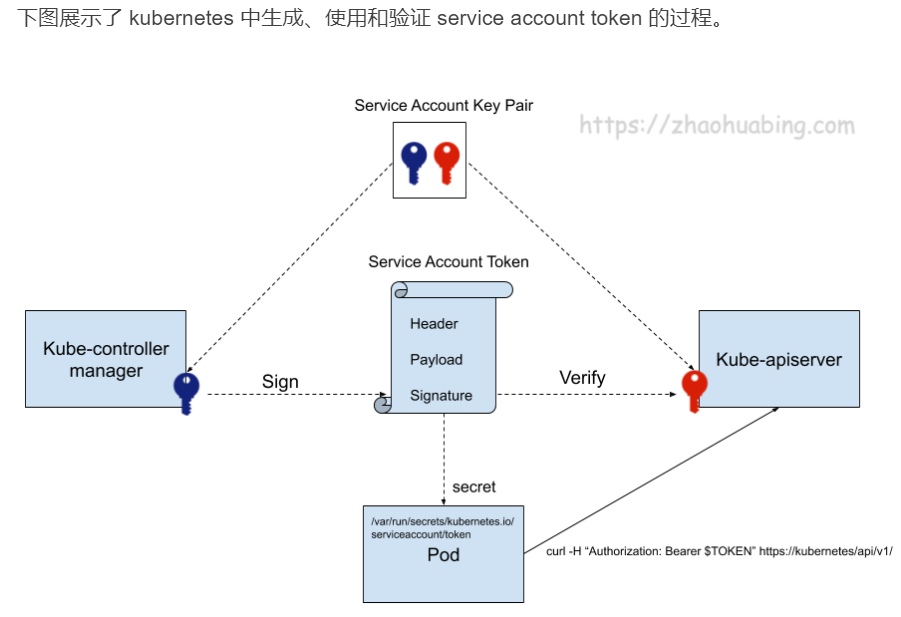 下图展示了 kubernetes 中生成、使用和验证 service account token 的过程。
Service Account Key Pair
https://zhaohuabing.com
Service Account Token
Header
Payload
Signature
Kube-controller
manager
Sign
Verify
Kube-apiserver
secret
/var/run/secrets/kubernetes.io/
serviceaccount/token
Pod
curl -H “Authorization: Bearer $TOKEN” https://kubernetes/api/v1/